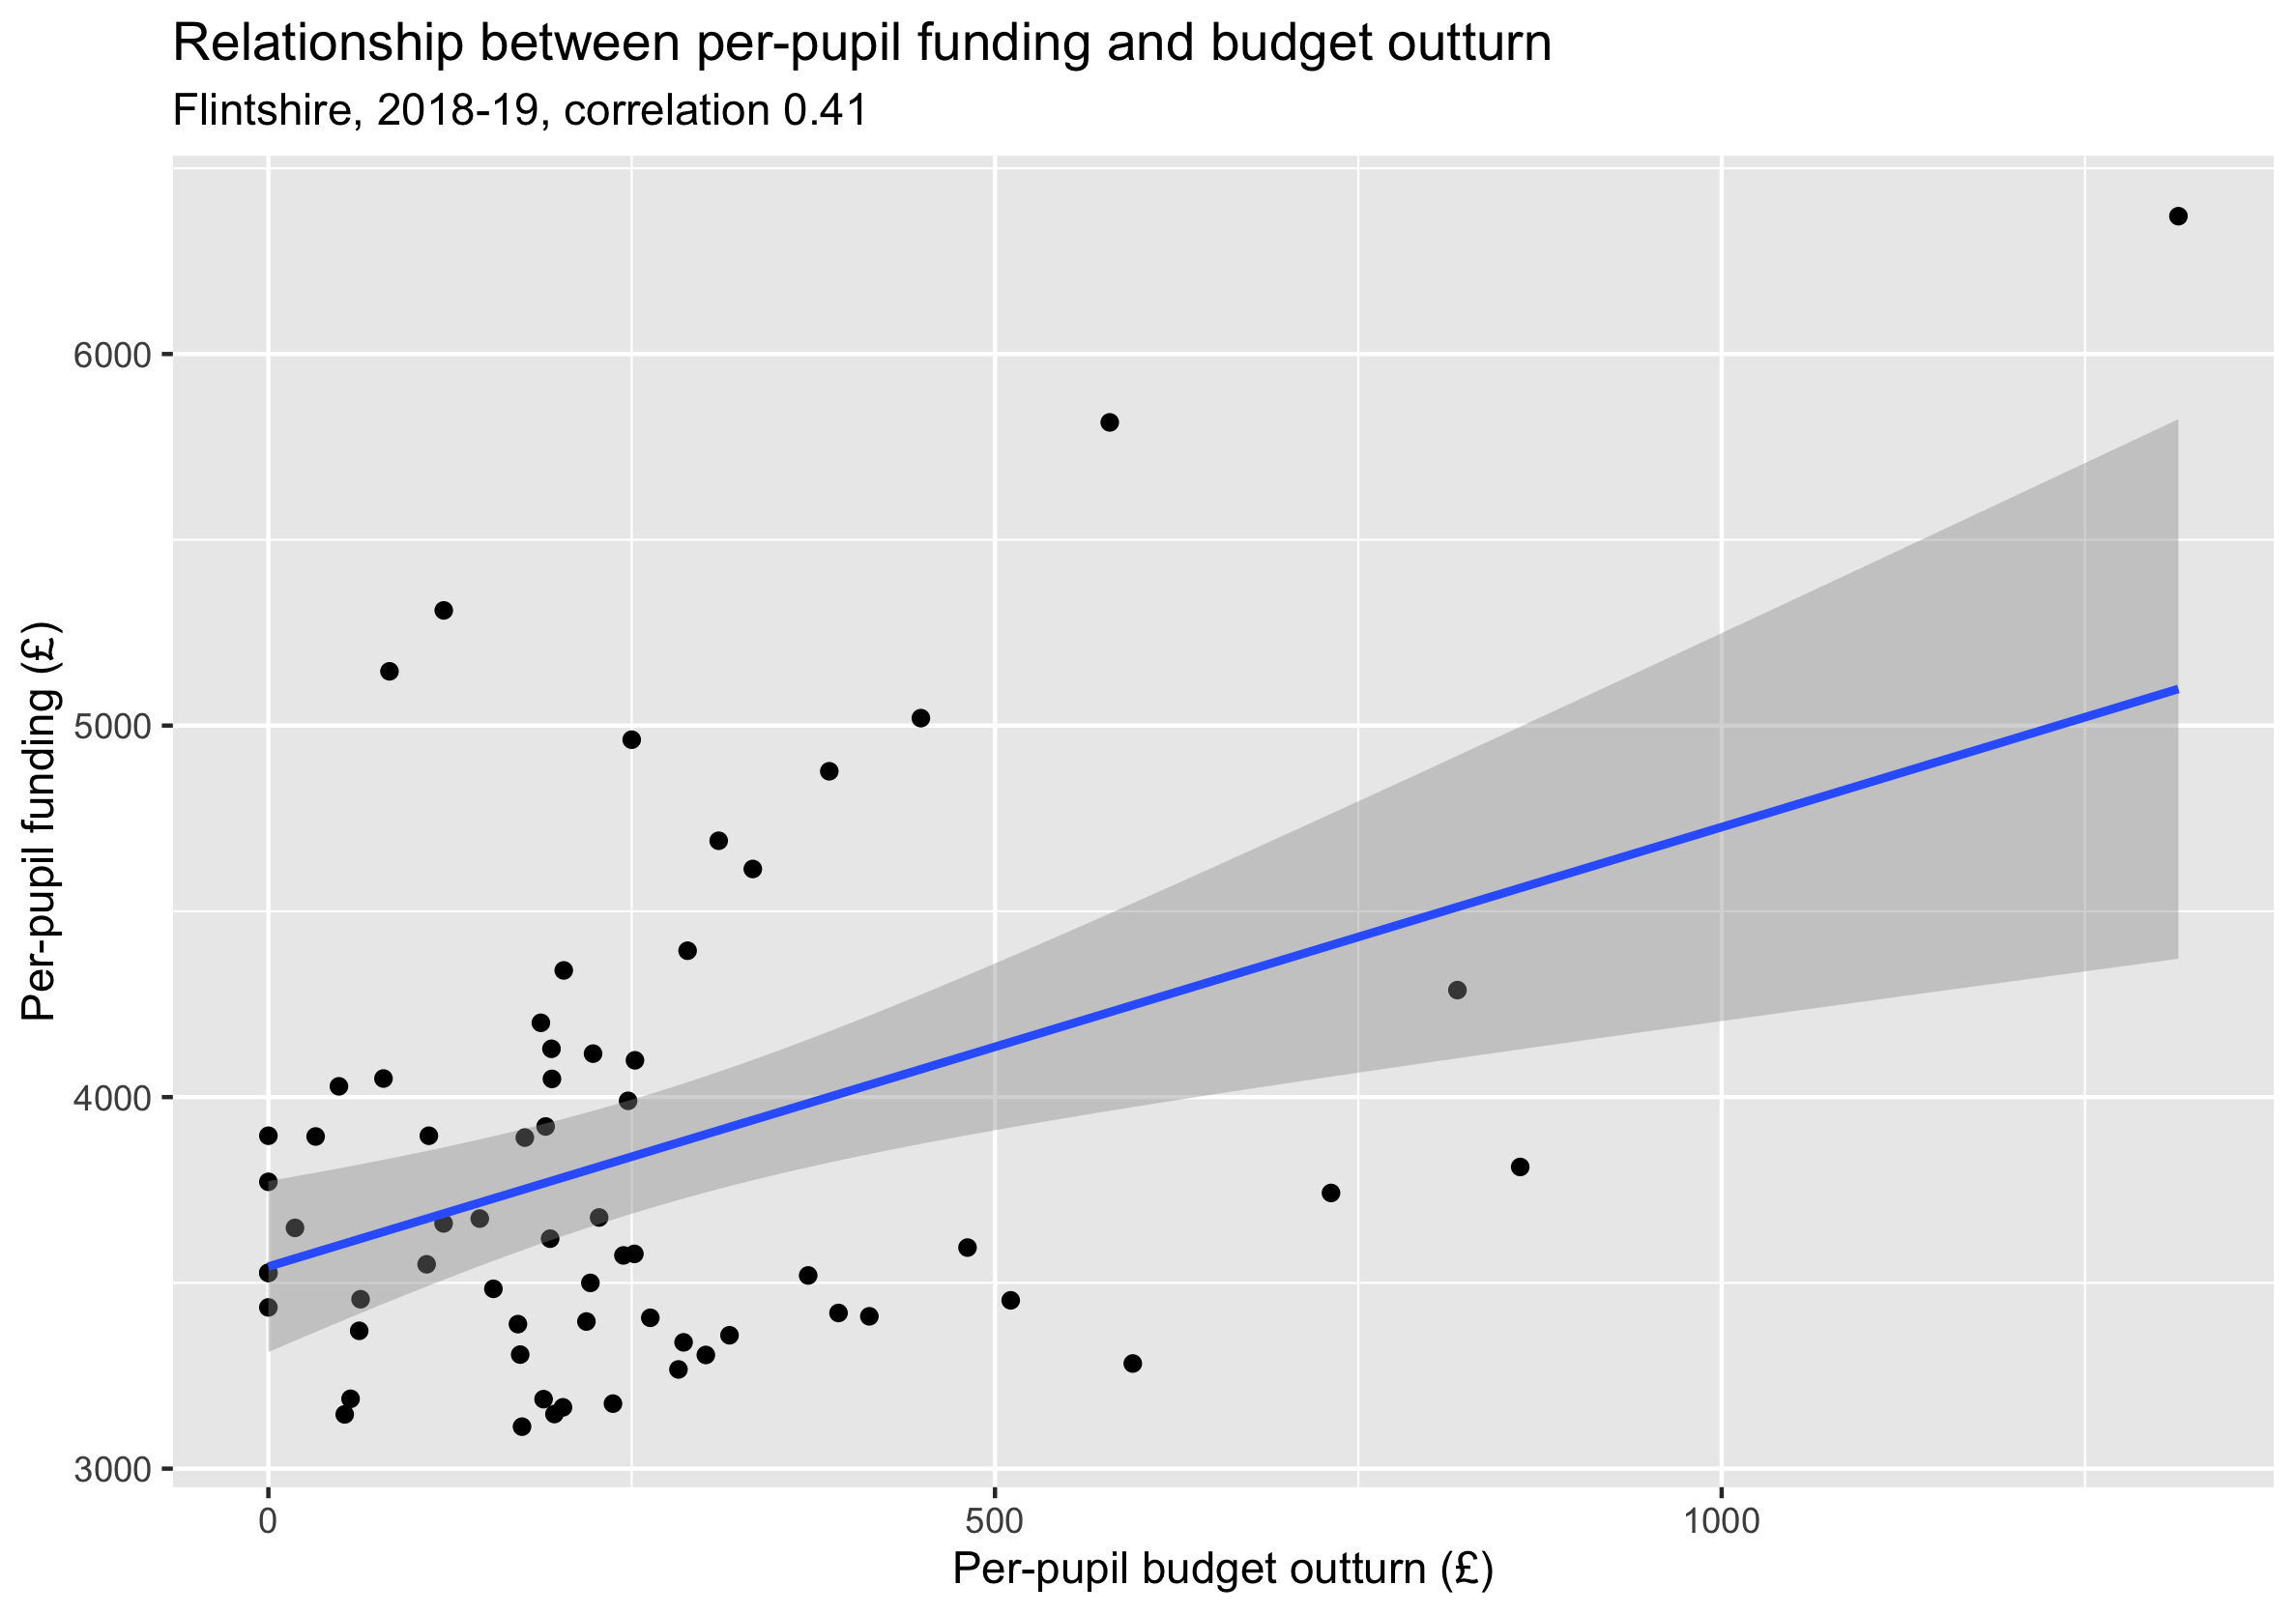 Relationship between per-pupil funding and budget outturn
Flintshire, 2018-19, correlation 0.41
Per-pupil funding (£)
6000
5000
4000
3000
0
500
1000
Per-pupil budget outturn (£)